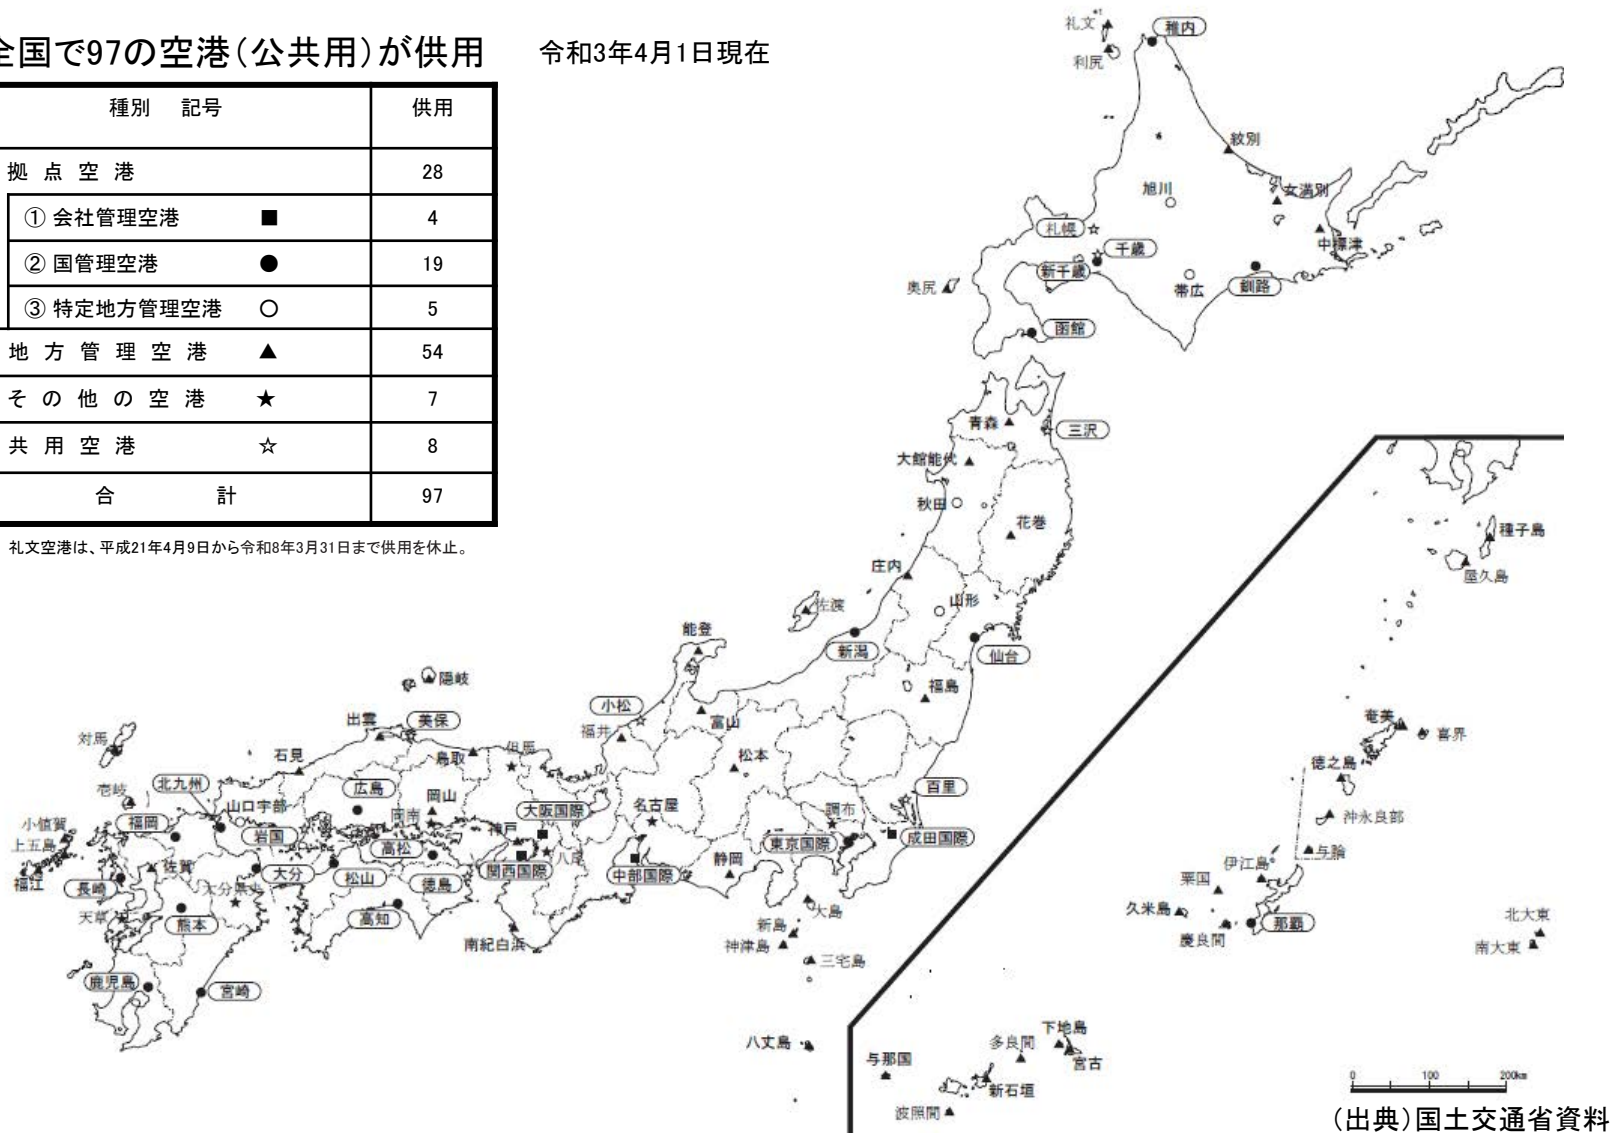 全国で97の空港（公共用）が供用
令和3年4月1日現在
種別 記号 供用
拠点空港 28
① 会社管理空港 ■ 4
② 国管理空港 ● 19
③ 特定地方管理空港 ○ 5
地方管理空港 ▲ 54
その他の空港 ★ 7
共用空港 ☆ 8
合計 97
礼文空港は、平成21年4月9日から令和8年3月31日まで供用を休止。
礼文
稚内
利尻
紋別
旭川
女満別
札幌
千歳
中標津
新千歳
奥尻
帯広
釧路
函館
青森
三沢
大館能代
秋田
花巻
庄内
佐渡
山形
能登
新潟
仙台
隠岐
福島
小松
出雲
美保
富山
福井
対馬
石見
鳥取
但馬
松本
北九州
壱岐
山口宇部
広島
岡山
岡南
大阪国際
名古屋
調布
百里
小値賀
福岡
岩国
神戸
上五島
高松
八尾
東京国際
成田国際
福江
佐賀
大分
松山
徳島
関西国際
中部国際
静岡
長崎
大分県央
天草
熊本
高知
南紀白浜
大島
新島
神津島
三宅島
鹿児島
宮崎
八丈島
種子島
屋久島
奄美
喜界
徳之島
沖永良部
与論
伊江島
粟国
久米島
慶良間
那覇
北大東
南大東
下地島
多良間
宮古
与那国
新石垣
波照間
0 100 200km
（出典）国土交通省資料